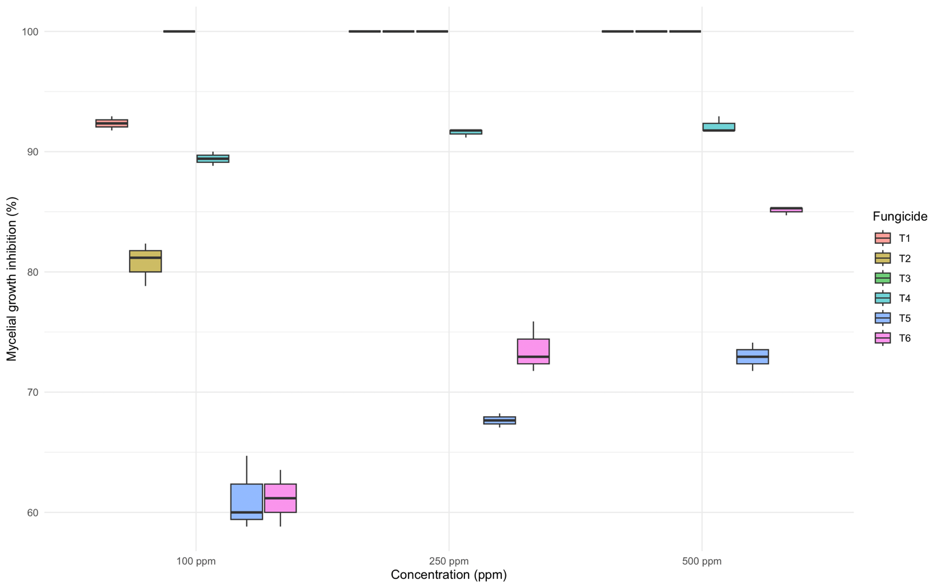 Mycelial growth inhibition (%)
100
90
80
70
60
100 ppm
250 ppm
500 ppm
Concentration (ppm)
Fungicide
T1
T2
T3
T4
T5
T6